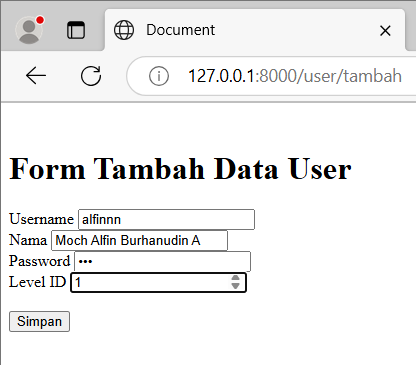 Document
127.0.0.1:8000/user/tambah
Form Tambah Data User
Username alfinnn
Nama Moch Alfin Burhanudin A
Password •••
Level ID 1
Simpan